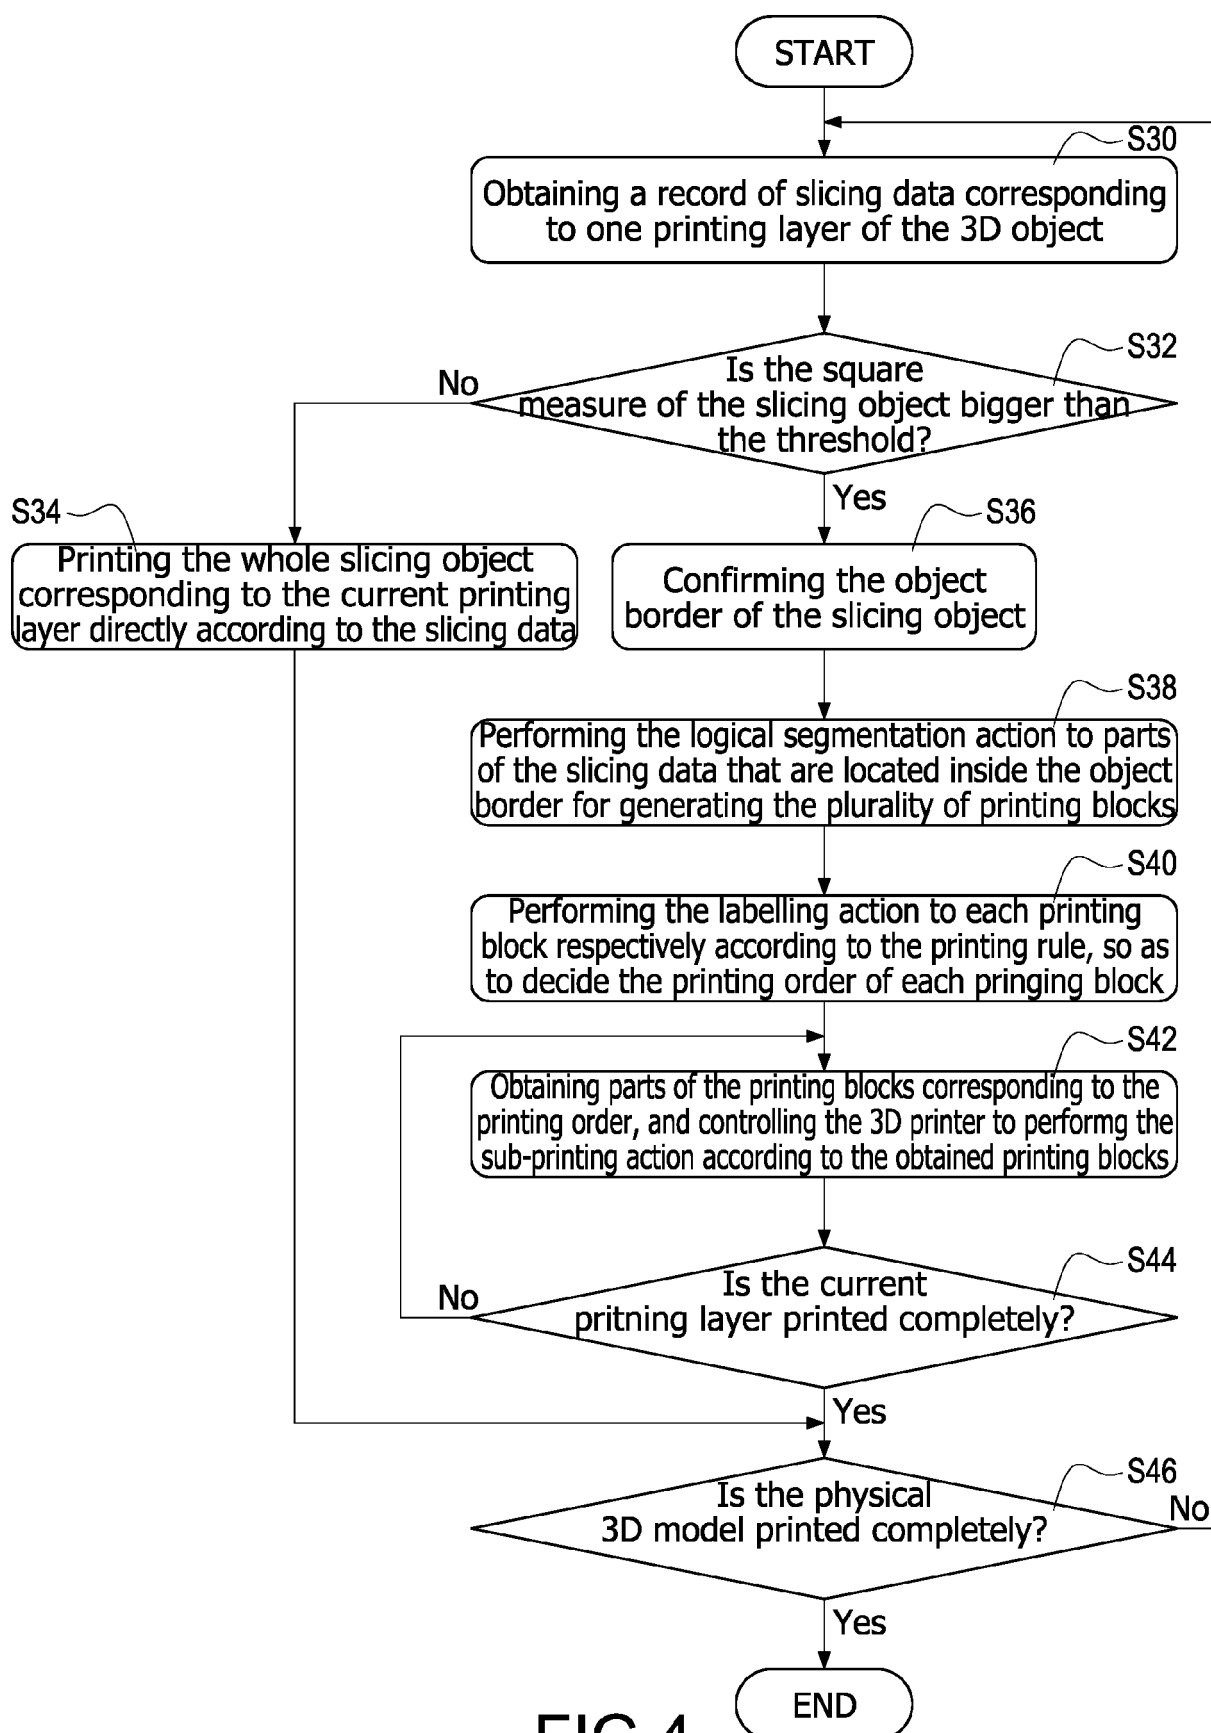 START
S30
Obtaining a record of slicing data corresponding
to one printing layer of the 3D object
S32
Is the square
measure of the slicing object bigger than
the threshold?
No
Yes
S34
Printing the whole slicing object
corresponding to the current printing
layer directly according to the slicing data
S36
Confirming the object
border of the slicing object
S38
Performing the logical segmentation action to parts
of the slicing data that are located inside the object
border for generating the plurality of printing blocks
S40
Performing the labelling action to each printing
block respectively according to the printing rule, so as
to decide the printing order of each pringing block
S42
Obtaining parts of the printing blocks corresponding to the
printing order, and controlling the 3D printer to performg the
sub-printing action according to the obtained printing blocks
S44
Is the current
pritning layer printed completely?
No
Yes
S46
Is the physical
3D model printed completely?
No
Yes
END
FIG.4